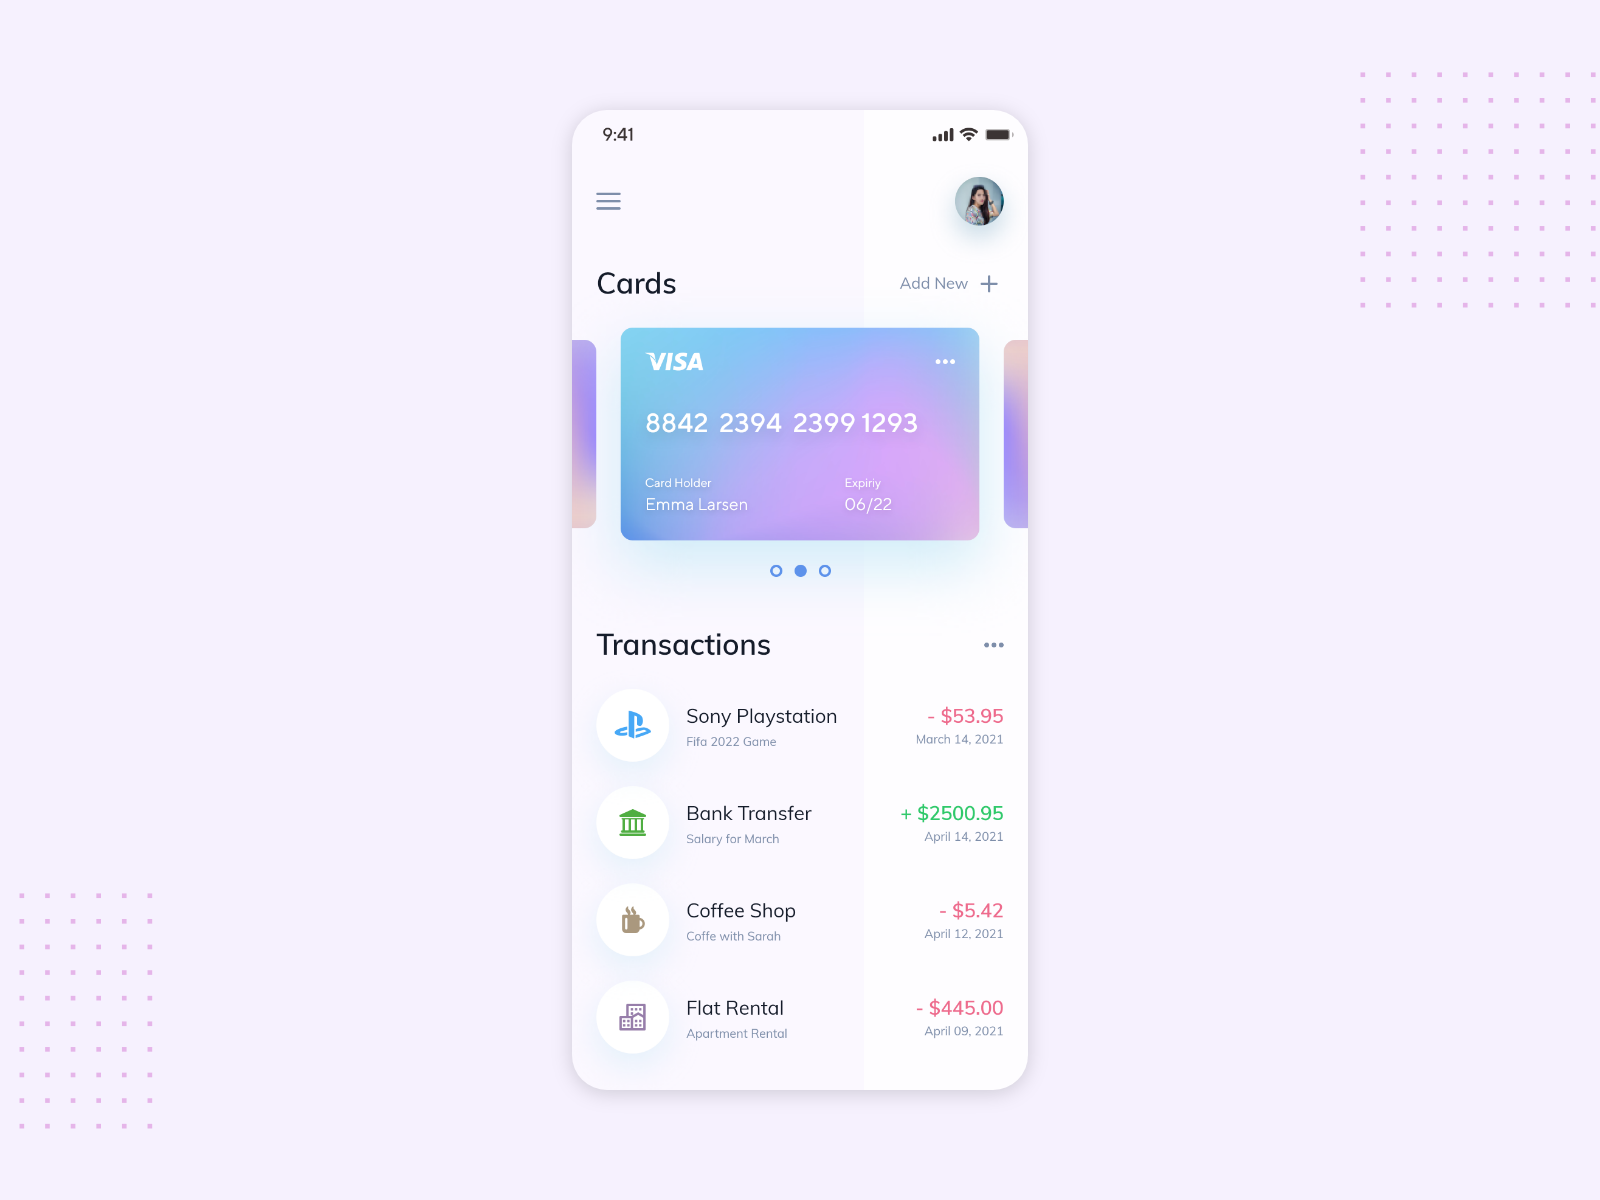 9:41
Cards
Add New
VISA
8842 2394 2399 1293
Card Holder
Expiriy
Emma Larsen
06/22
Transactions
Sony Playstation
- $53.95
Fifa 2022 Game
March 14, 2021
Bank Transfer
+ $2500.95
Salary for March
April 14, 2021
Coffee Shop
- $5.42
Coffe with Sarah
April 12, 2021
Flat Rental
- $445.00
Apartment Rental
April 09, 2021